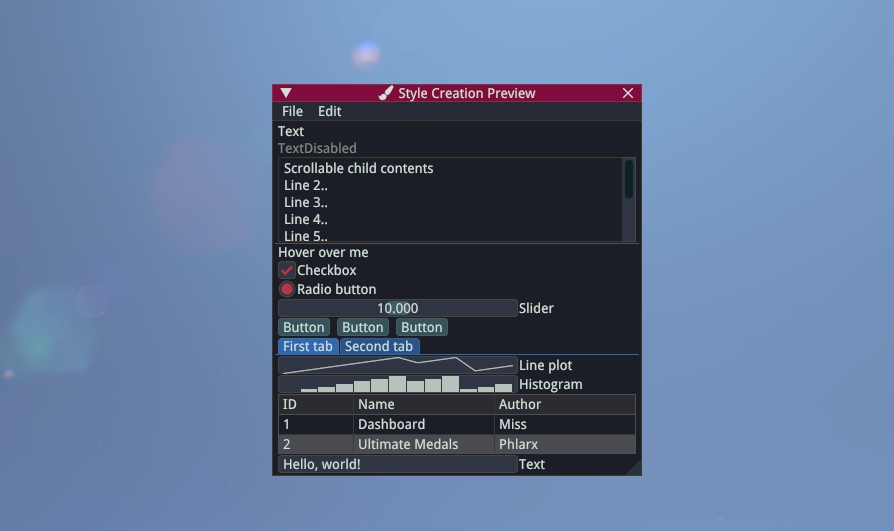 Style Creation Preview
File Edit
Text
TextDisabled
Scrollable child contents
Line 2..
Line 3..
Line 4..
Line 5..
Hover over me
Checkbox
Radio button
10.000 Slider
Button Button Button
First tab Second tab
Line plot
Histogram
ID Name Author
1 Dashboard Miss
2 Ultimate Medals Phlarx
Hello, world! Text